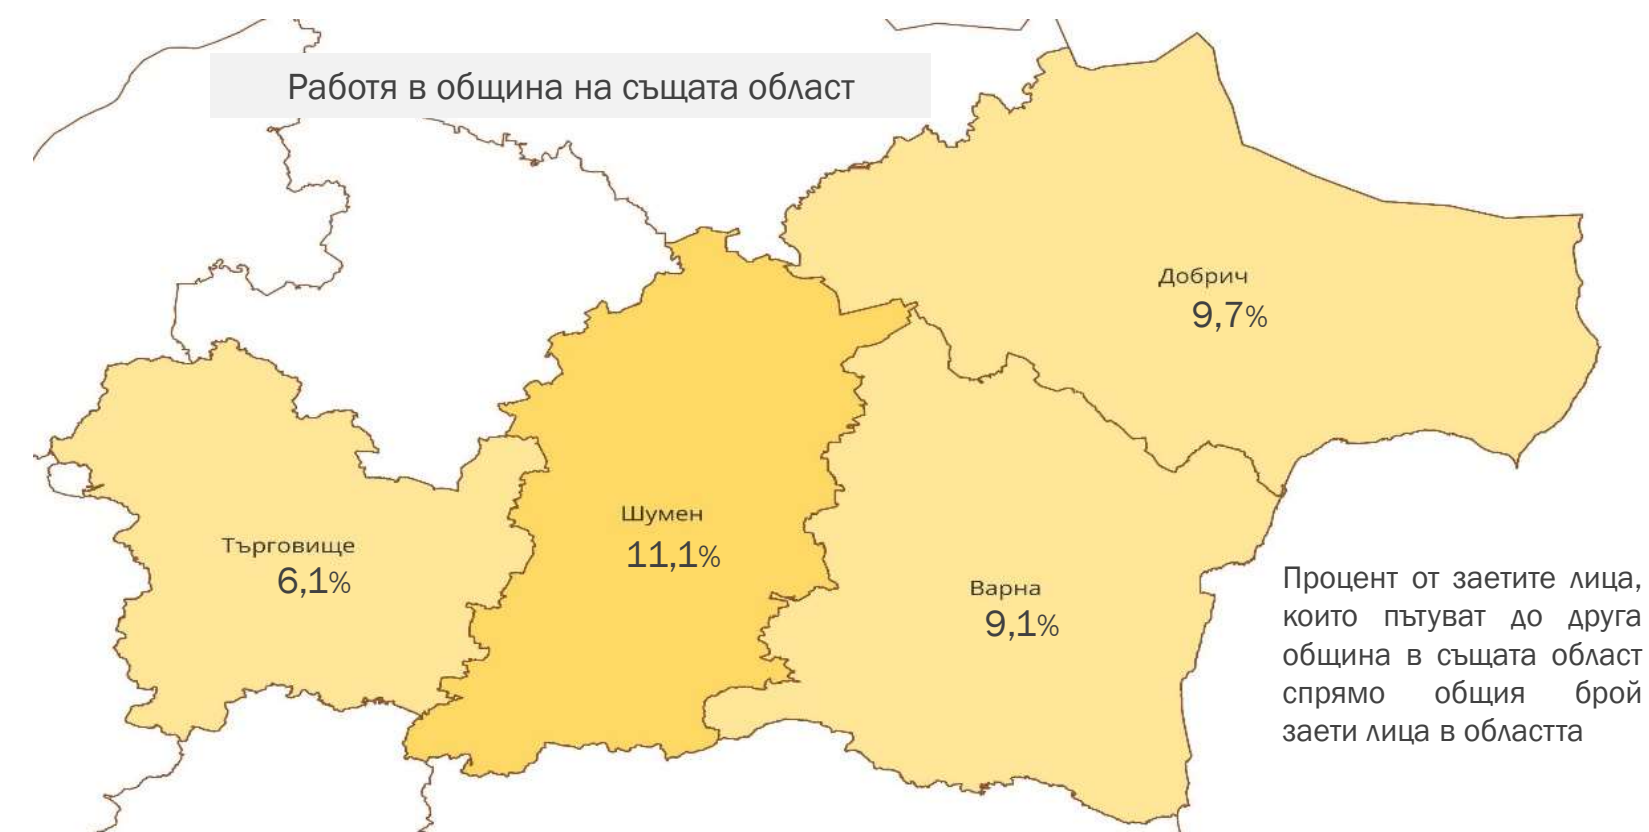 Работя в община на същата област
Добрич
9,7%
Шумен
11,1%
Търговище
6,1%
Варна
9,1%
Процент от заетите лица,
които пътуват до друга
община в същата област
спрямо общия брой
заети лица в областта